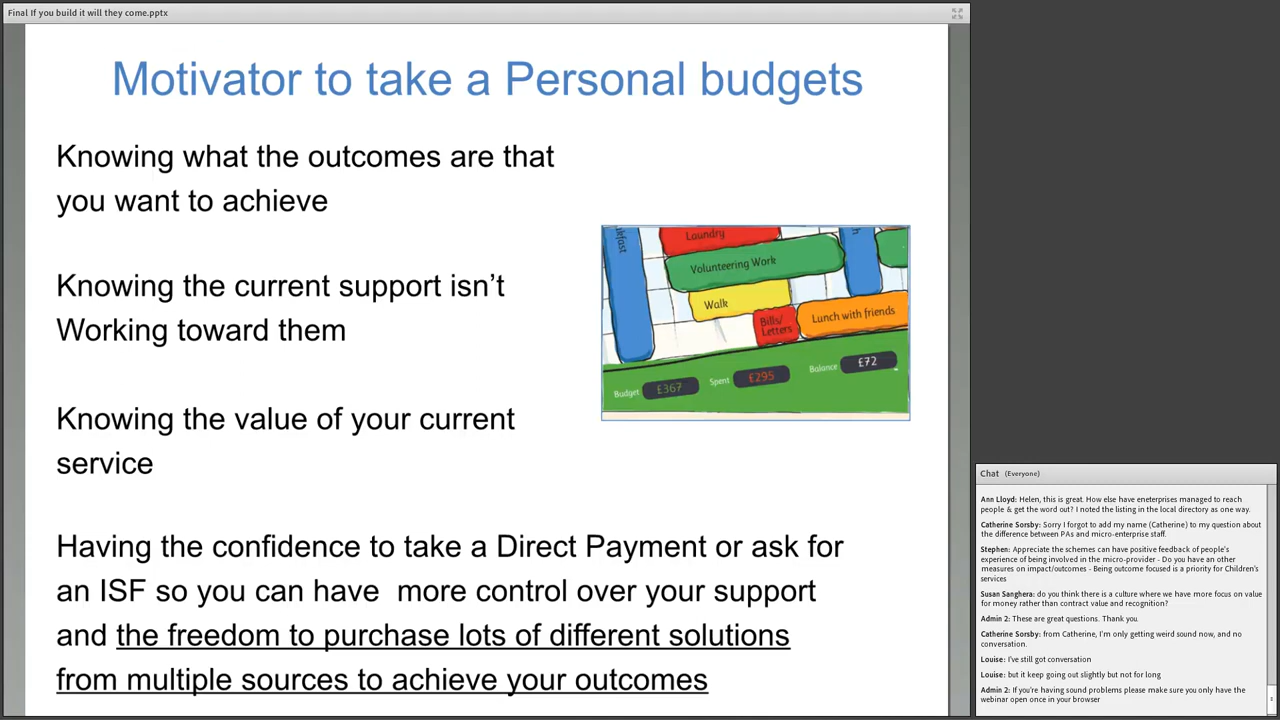 Final If you build it will they come.pptx
Motivator to take a Personal budgets
Knowing what the outcomes are that
you want to achieve
Knowing the current support isn’t
Working toward them
Knowing the value of your current
service
Having the confidence to take a Direct Payment or ask for
an ISF so you can have  more control over your support
and the freedom to purchase lots of different solutions
from multiple sources to achieve your outcomes
Laundry
Volunteering Work
Walk
Bills/
Letters
Lunch with friends
Budget £367 Spent £295 Balance £72
Chat (Everyone)
Ann Lloyd: Helen, this is great. How else have eneterprises managed to reach
people & get the word out? I noted the listing in the local directory as one way.
Catherine Sorsby: Sorry I forgot to add my name (Catherine) to my question about
the difference between PAs and micro-enterprise staff.
Stephen: Appreciate the schemes can have positive feedback of people's
experience of being involved in the micro-provider - Do you have an other
measures on impact/outcomes - Being outcome focused is a priority for Children's
services
Susan Sanghera: do you think there is a culture where we have more focus on value
for money rather than contract value and recognition?
Admin 2: These are great questions. Thank you.
Catherine Sorsby: from Catherine, I'm only getting weird sound now, and no
conversation.
Louise: I've still got conversation
Louise: but it keep going out slightly but not for long
Admin 2: If you're having sound problems please make sure you only have the
webinar open once in your browser